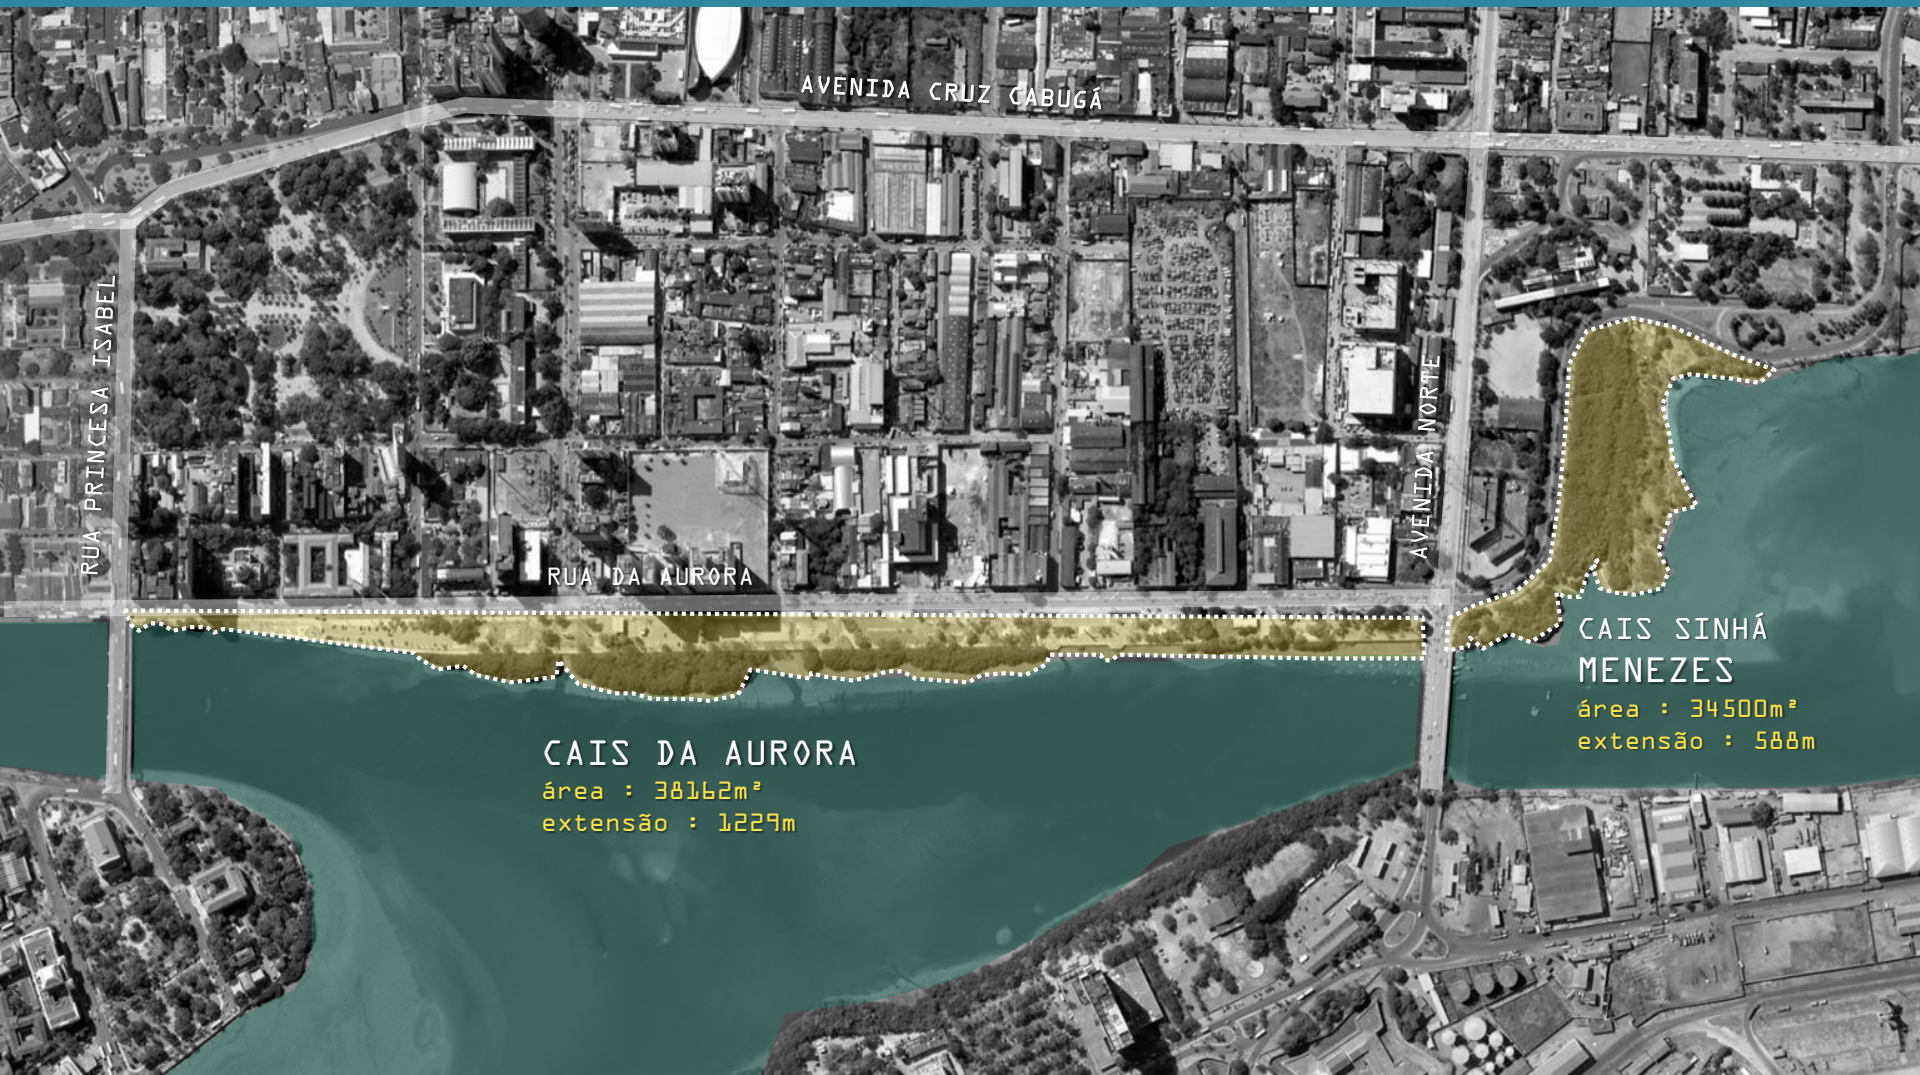 AVENIDA CRUZ CABUGÁ
RUA PRINCESA ISABEL
AVENIDA NORTE
RUA DA AURORA
CAIS SINHÁ
MENEZES
área : 34500m²
extensão : 588m
CAIS DA AURORA
área : 38162m²
extensão : 1229m